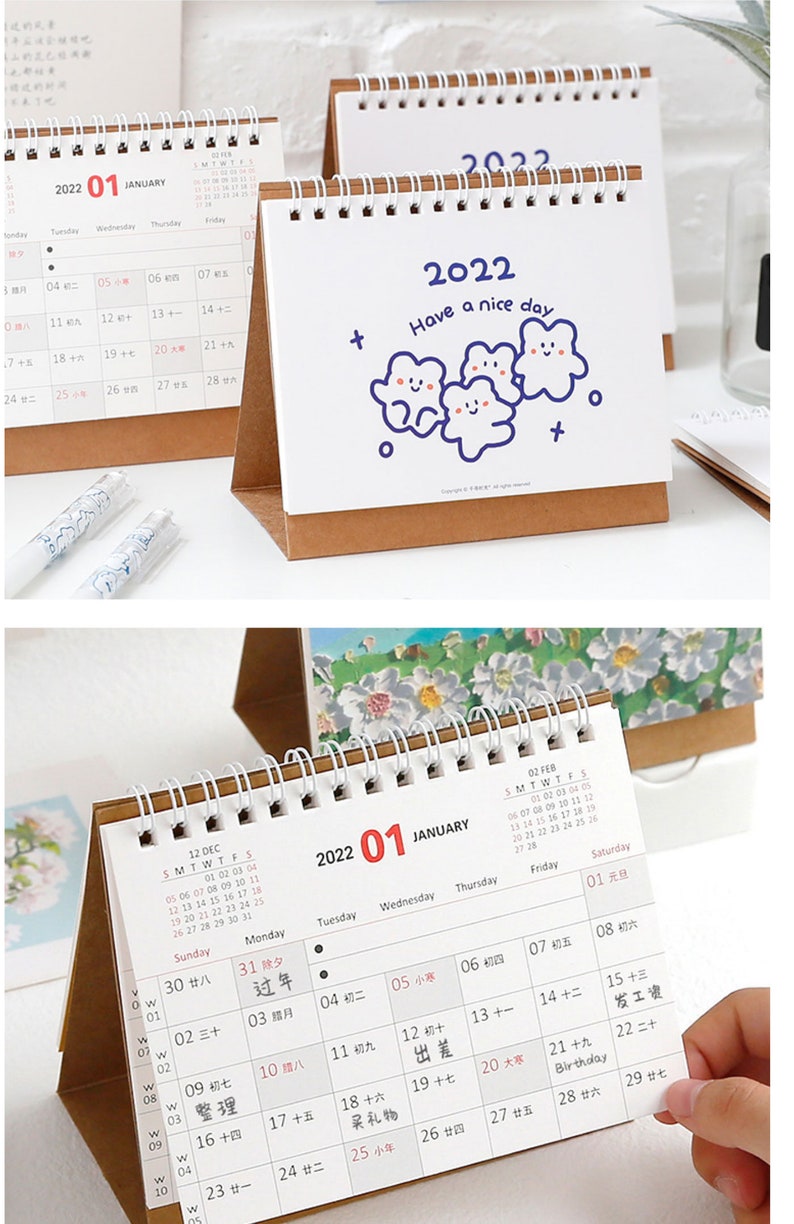 2022 01 JANUARY
02 FEB
S M T W T F S
Tuesday Wednesday Friday
除夕
04 初二 05 小寒 06 初四 07 初五
腊月
11 初九 12 初十 13 十一 14 十二
腊八
18 十六 19 十七 20 大寒 21 十九
十五
24 廿二 25 小年 26 廿四 27 廿五 28 廿六
2022
2022
Have a nice day
12 DEC
S M T W T F S
01 02 03 04
05 06 07 08 09 10 11
12 13 14 15 16 17 18
19 20 21 22 23 24 25
26 27 28 29 30 31
2022 01 JANUARY
02 FEB
S M T W T F S
01 02 03 04 05
06 07 08 09 10 11 12
13 14 15 16 17 18 19
20 21 22 23 24 25 26
27 28
Sunday Monday Tuesday Wednesday Thursday Friday Saturday
W 01 30 廿八 31 除夕 01 元旦
过年
W 02 02 三十 03 腊月 04 初二 05 小寒 06 初四 07 初五 08 初六
W 03 09 初七 10 腊八 11 初九 12 初十 13 十一 14 十二 15 十三
整理 出差 发工资
W 04 16 十四 17 十五 18 十六 19 十七 20 大寒 21 十九 22 二十
买礼物 Birthday
W 05 23 廿一 24 廿二 25 小年 26 廿四 27 廿五 28 廿六 29 廿七
W 09
W 10